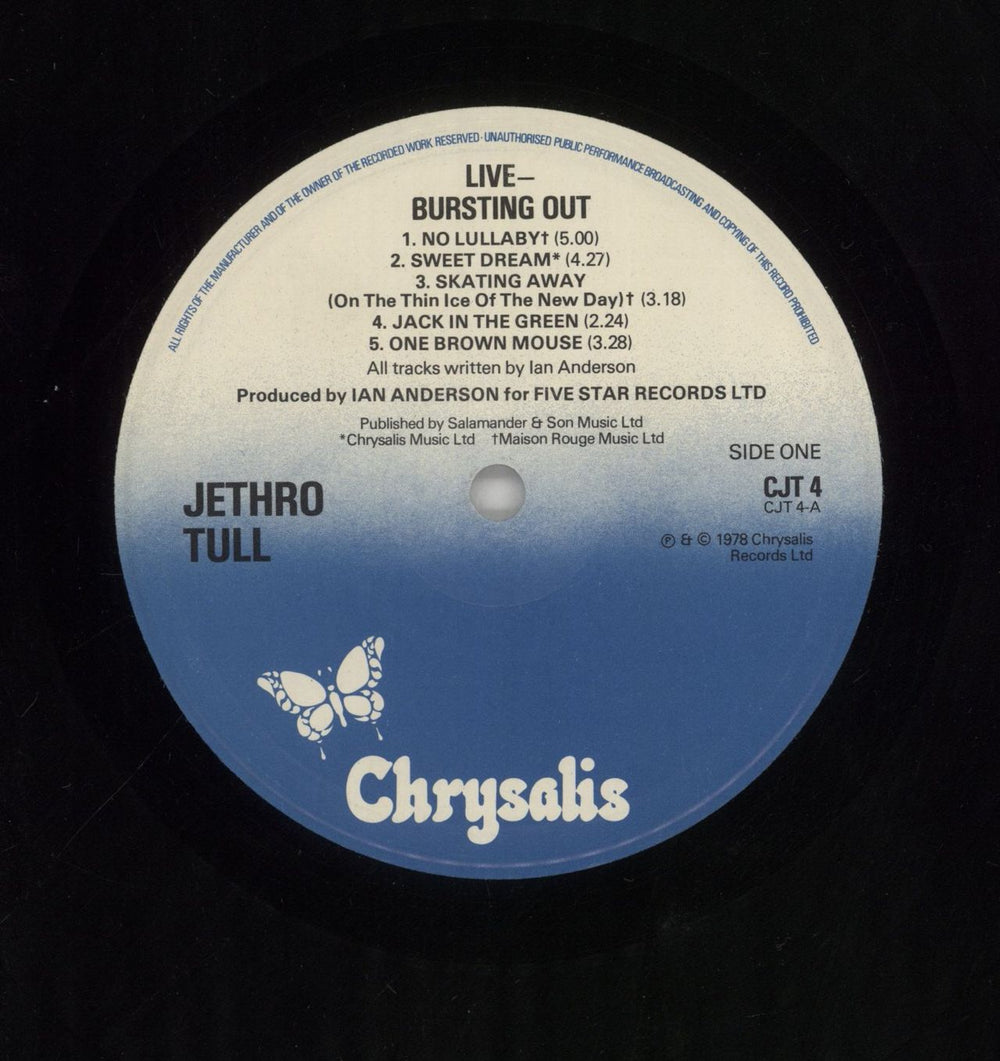 ALL RIGHTS OF THE MANUFACTURER AND OF THE OWNER OF THE RECORDED WORK RESERVED · UNAUTHORISED PUBLIC PERFORMANCE BROADCASTING AND COPYING OF THIS RECORD PROHIBITED
LIVE–
BURSTING OUT
1. NO LULLABY† (5.00)
2. SWEET DREAM* (4.27)
3. SKATING AWAY
(On The Thin Ice Of The New Day)† (3.18)
4. JACK IN THE GREEN (2.24)
5. ONE BROWN MOUSE (3.28)
All tracks written by Ian Anderson
Produced by IAN ANDERSON for FIVE STAR RECORDS LTD
Published by Salamander & Son Music Ltd
*Chrysalis Music Ltd †Maison Rouge Music Ltd
SIDE ONE
CJT 4
CJT 4-A
℗ & © 1978 Chrysalis
Records Ltd
JETHRO
TULL
Chrysalis